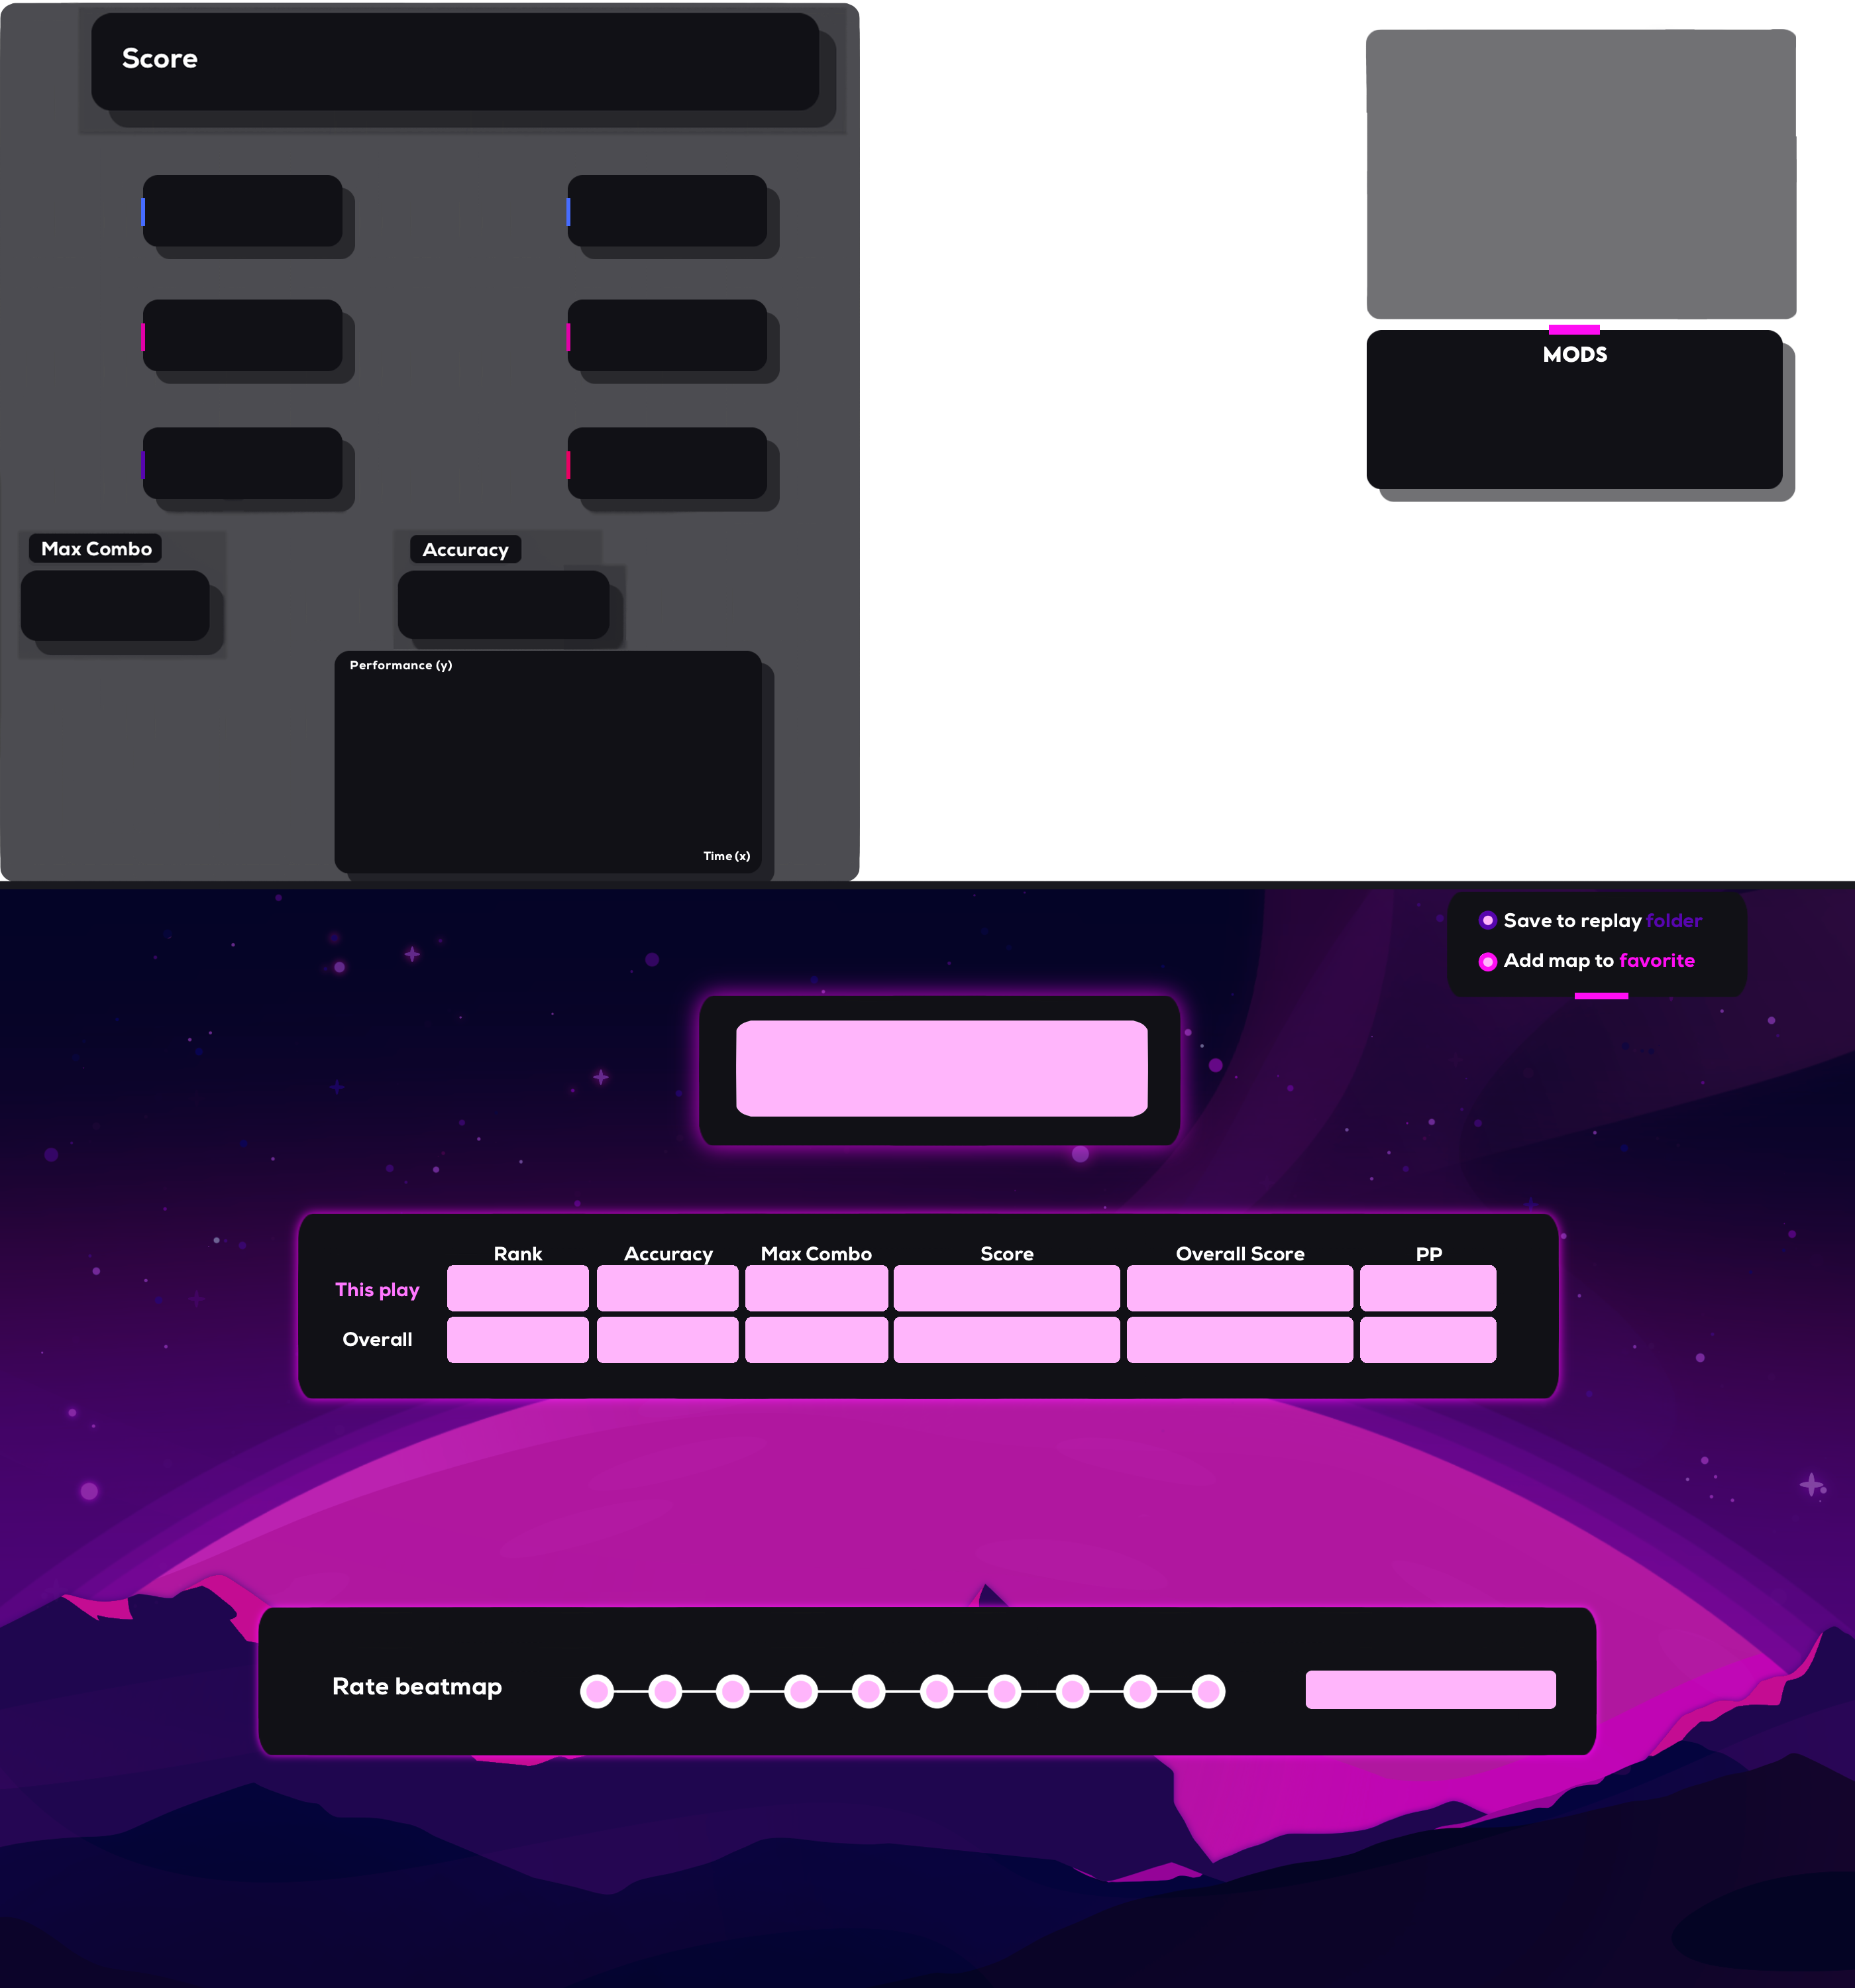 Score
MODS
Max Combo
Accuracy
Performance (y)
Time (x)
Save to replay folder
Add map to favorite
Rank Accuracy Max Combo Score Overall Score PP
This play
Overall
Rate beatmap